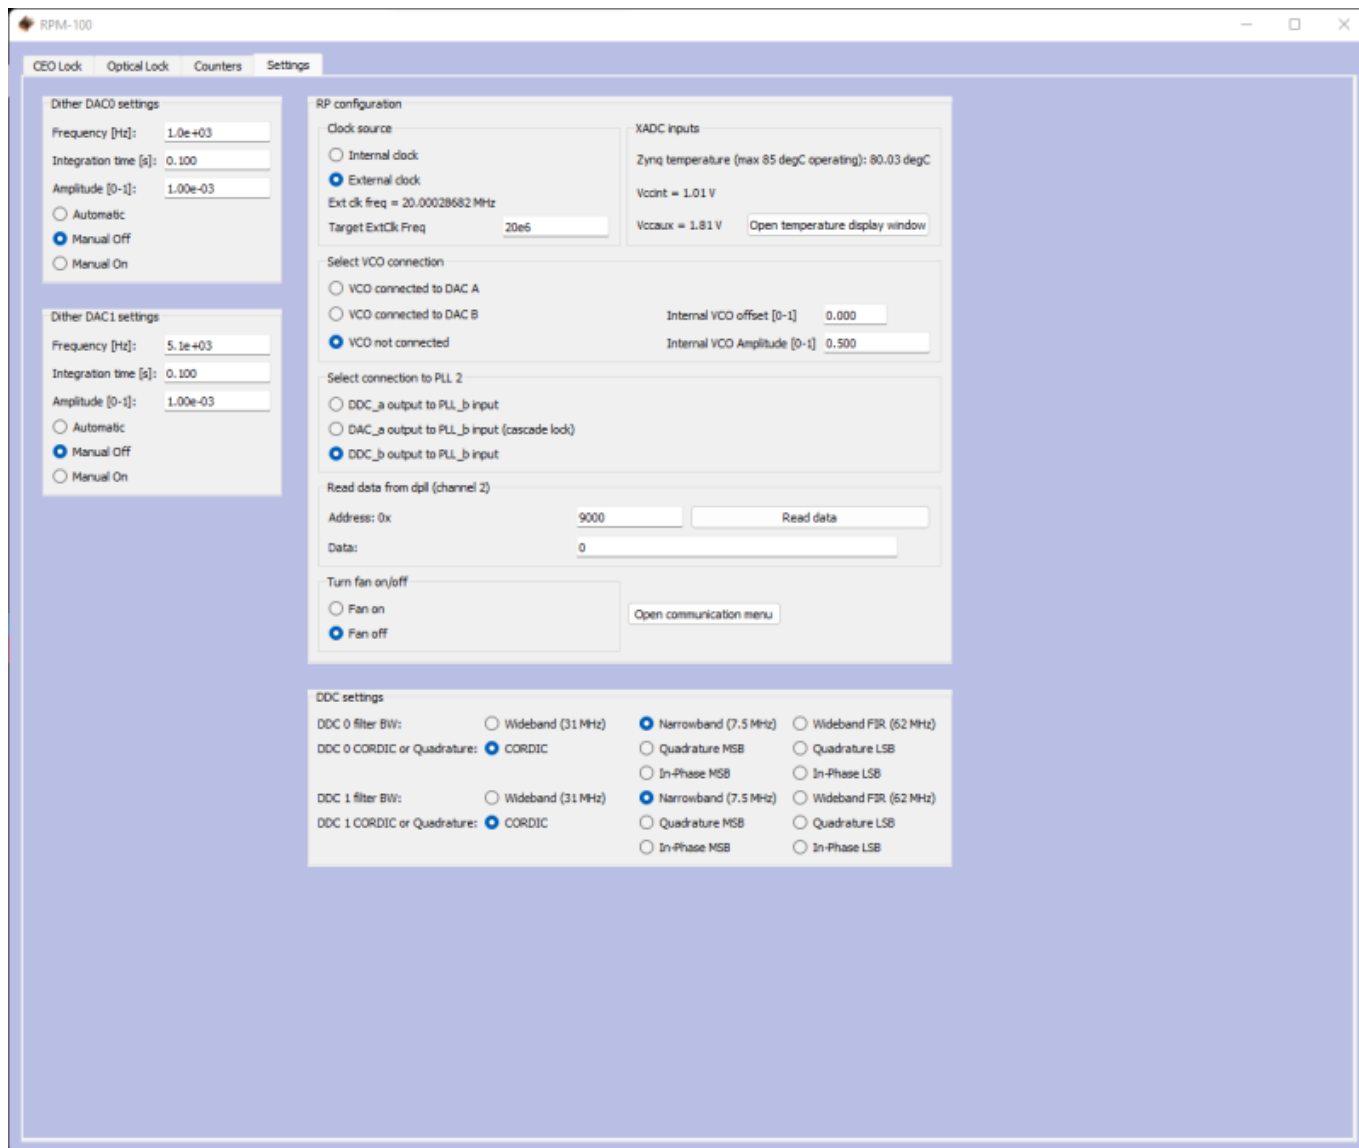 RPM-100
CEO Lock Optical Lock Counters Settings
Dither DAC0 settings
Frequency [Hz]: 1.0e+03
Integration time [s]: 0.100
Amplitude [0-1]: 1.00e-03
Automatic
Manual Off
Manual On
Dither DAC1 settings
Frequency [Hz]: 5.1e+03
Integration time [s]: 0.100
Amplitude [0-1]: 1.00e-03
Automatic
Manual Off
Manual On
RP configuration
Clock source
Internal clock
External clock
Ext clk freq = 20.00028682 MHz
Target ExtClk Freq 20e6
XADC inputs
Zynq temperature (max 85 degC operating): 80.03 degC
Vccint = 1.01 V
Vccaux = 1.81 V Open temperature display window
Select VCO connection
VCO connected to DAC A
VCO connected to DAC B Internal VCO offset [0-1] 0.000
VCO not connected Internal VCO Amplitude [0-1] 0.500
Select connection to PLL 2
DDC_a output to PLL_b input
DAC_a output to PLL_b input (cascade lock)
DDC_b output to PLL_b input
Read data from dpll (channel 2)
Address: 0x 9000 Read data
Data: 0
Turn fan on/off
Fan on
Fan off
Open communication menu
DDC settings
DDC 0 filter BW: Wideband (31 MHz) Narrowband (7.5 MHz) Wideband FIR (62 MHz)
DDC 0 CORDIC or Quadrature: CORDIC Quadrature MSB Quadrature LSB
In-Phase MSB In-Phase LSB
DDC 1 filter BW: Wideband (31 MHz) Narrowband (7.5 MHz) Wideband FIR (62 MHz)
DDC 1 CORDIC or Quadrature: CORDIC Quadrature MSB Quadrature LSB
In-Phase MSB In-Phase LSB